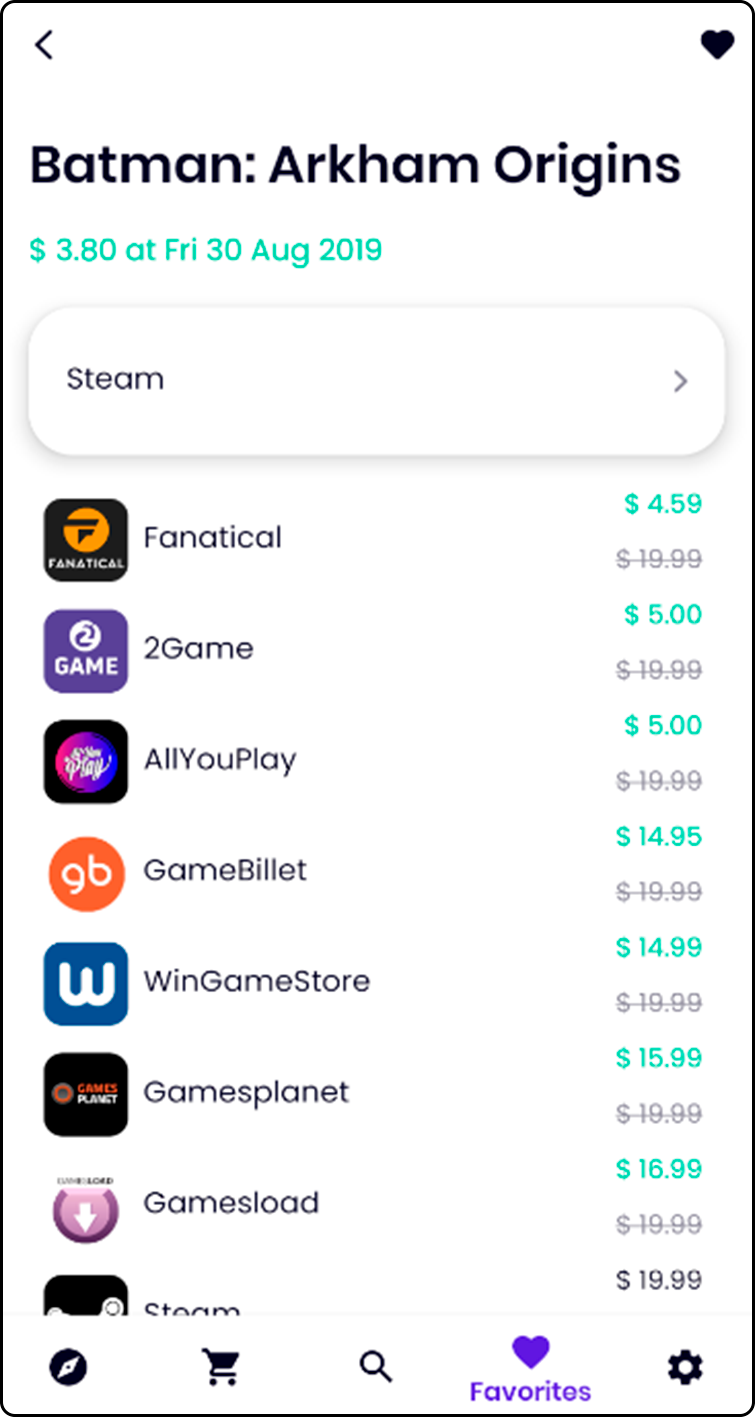 Batman: Arkham Origins
$ 3.80 at Fri 30 Aug 2019
Steam
FANATICAL
Fanatical
$ 4.59
$ 19.99
2
GAME
2Game
$ 5.00
$ 19.99
Play
AllYouPlay
$ 5.00
$ 19.99
gb
GameBillet
$ 14.95
$ 19.99
W
WinGameStore
$ 14.99
$ 19.99
GAMES
PLANET
Gamesplanet
$ 15.99
$ 19.99
GAMESLOAD
Gamesload
$ 16.99
$ 19.99
Steam
$ 19.99
Favorites